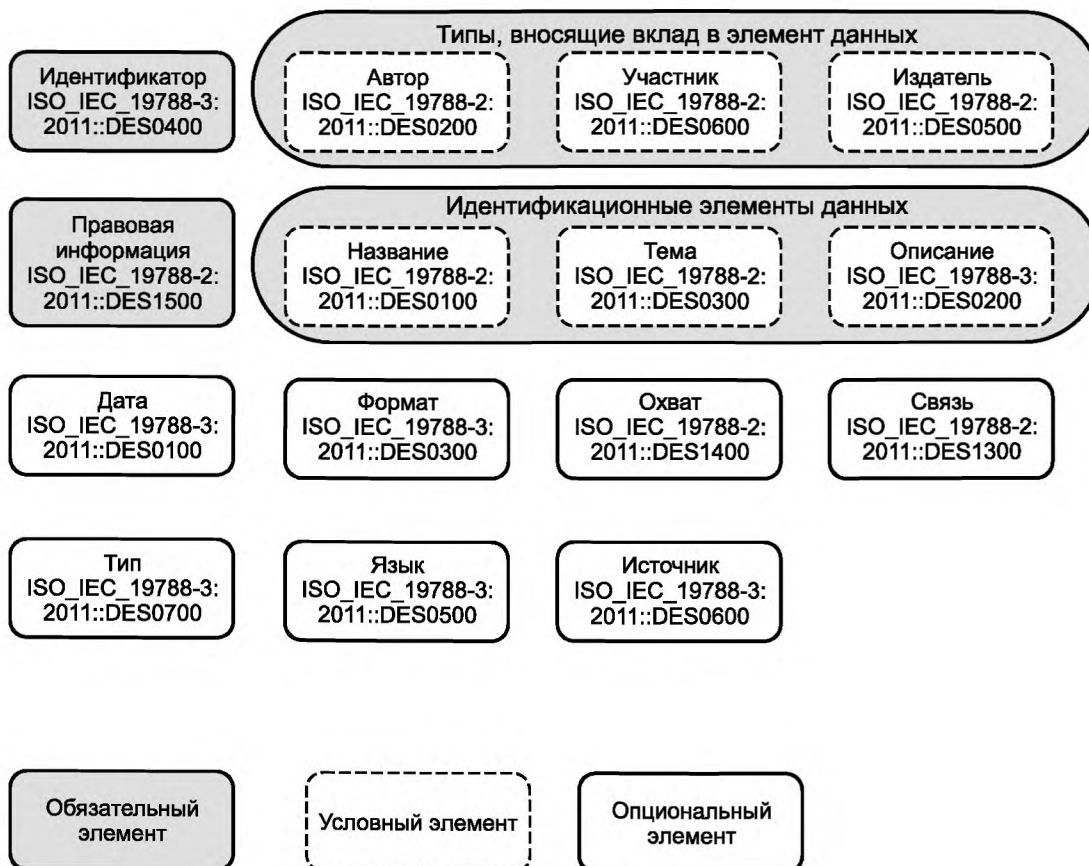 Типы, вносящие вклад в элемент данных
Идентификатор
ISO_IEC_19788-3:
2011::DES0400
Автор
ISO_IEC_19788-2:
2011::DES0200
Участник
ISO_IEC_19788-2:
2011::DES0600
Издатель
ISO_IEC_19788-2:
2011::DES0500
Правовая
информация
ISO_IEC_19788-2:
2011::DES1500
Идентификационные элементы данных
Название
ISO_IEC_19788-2:
2011::DES0100
Тема
ISO_IEC_19788-2:
2011::DES0300
Описание
ISO_IEC_19788-3:
2011::DES0200
Дата
ISO_IEC_19788-3:
2011::DES0100
Формат
ISO_IEC_19788-3:
2011::DES0300
Охват
ISO_IEC_19788-2:
2011::DES1400
Связь
ISO_IEC_19788-2:
2011::DES1300
Тип
ISO_IEC_19788-3:
2011::DES0700
Язык
ISO_IEC_19788-3:
2011::DES0500
Источник
ISO_IEC_19788-3:
2011::DES0600
Обязательный
элемент
Условный элемент
Опциональный
элемент